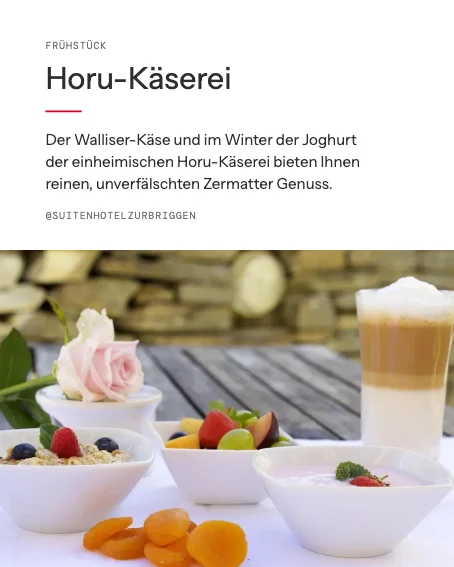 FRÜHSTÜCK
Horu-Käserei
Der Walliser-Käse und im Winter der Joghurt
der einheimischen Horu-Käserei bieten Ihnen
reinen, unverfälschten Zermatter Genuss.
@SUITENHOTELZURBRIGGEN